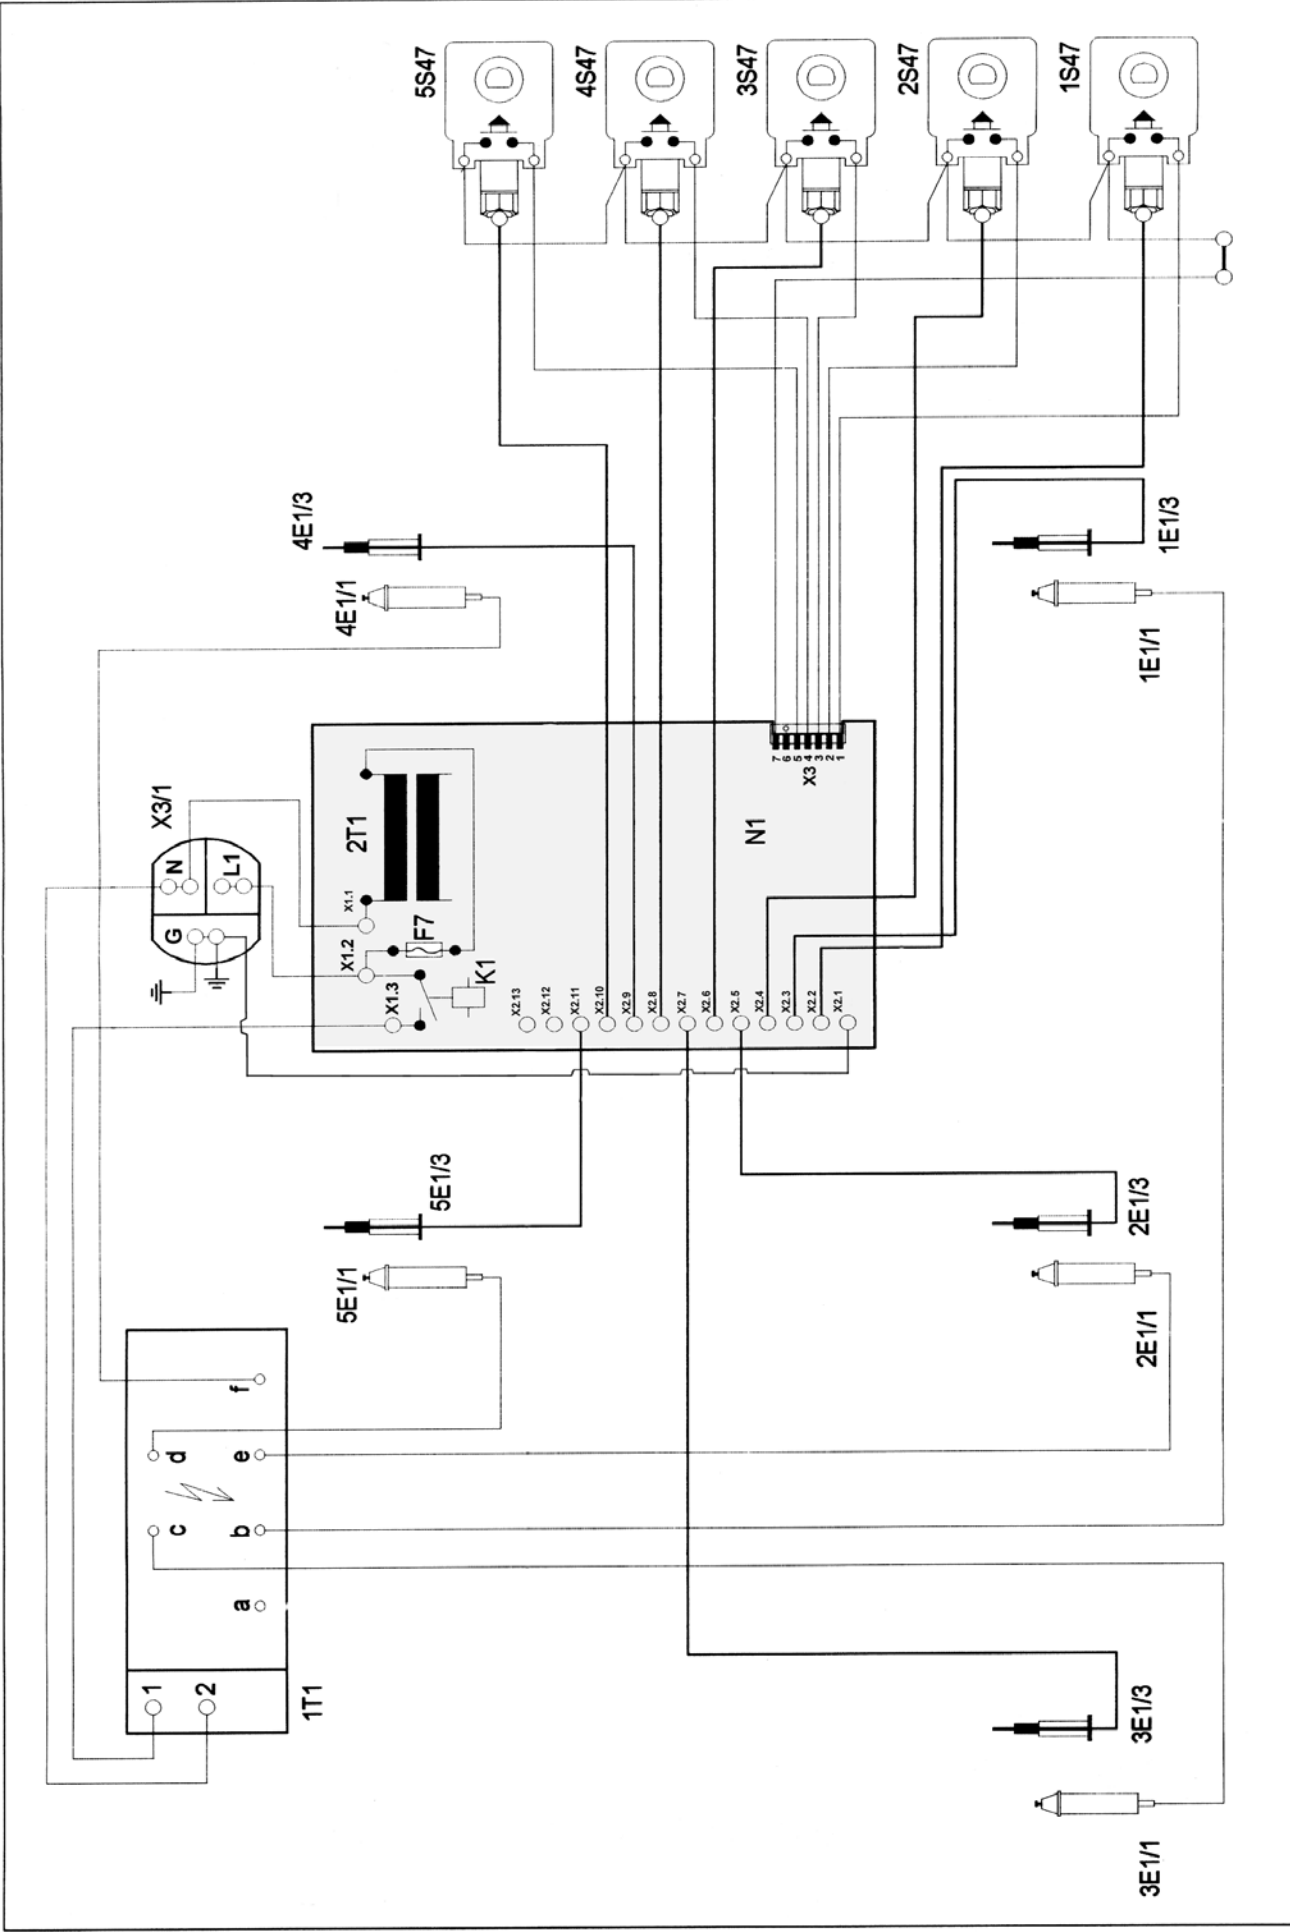 5S47
4S47
3S47
2S47
1S47
4E1/3
4E1/1
1E1/3
1E1/1
X3/1
N
L1
G
2T1
X1.1
X1.2
X1.3
F7
K1
N1
X3
7
6
5
4
3
2
1
X2.13
X2.12
X2.11
X2.10
X2.9
X2.8
X2.7
X2.6
X2.5
X2.4
X2.3
X2.2
X2.1
5E1/3
5E1/1
2E1/3
2E1/1
f
d
e
c
b
a
1
2
1T1
3E1/3
3E1/1